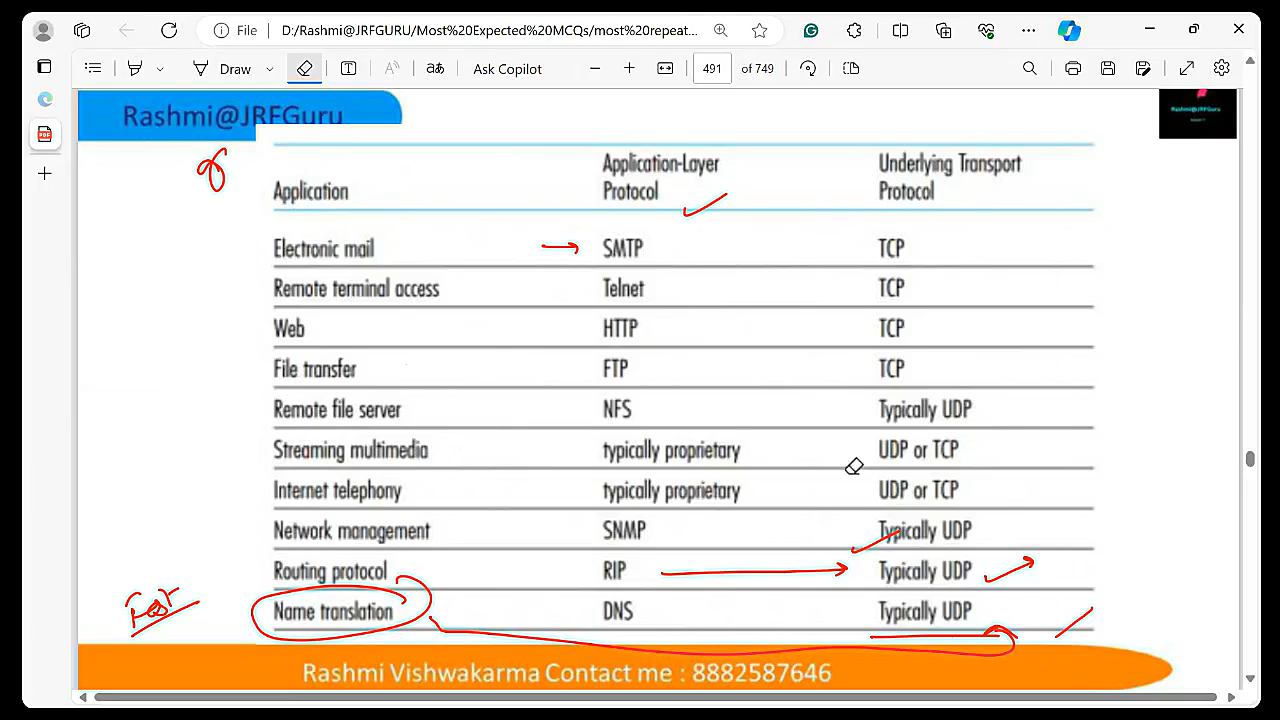 File D:/Rashmi@JRFGURU/Most%20Expected%20MCQs/most%20repeat...
Draw
Ask Copilot
491 of 749
Rashmi@JRFGuru
Application Application-Layer Protocol Underlying Transport Protocol
Electronic mail SMTP TCP
Remote terminal access Telnet TCP
Web HTTP TCP
File transfer FTP TCP
Remote file server NFS Typically UDP
Streaming multimedia typically proprietary UDP or TCP
Internet telephony typically proprietary UDP or TCP
Network management SNMP Typically UDP
Routing protocol RIP Typically UDP
Name translation DNS Typically UDP
Rashmi Vishwakarma Contact me : 8882587646